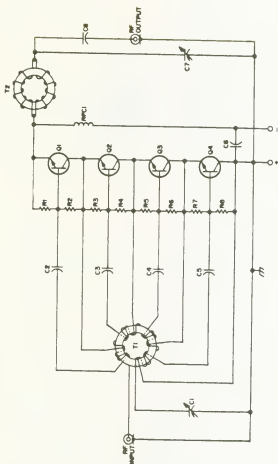 C8
RF
OUTPUT
T2
C7
RFC1
C6
-
+
Q1
Q2
Q3
Q4
R1
R2
R3
R4
R5
R6
R7
R8
C2
C3
C4
C5
T1
C1
RF
INPUT